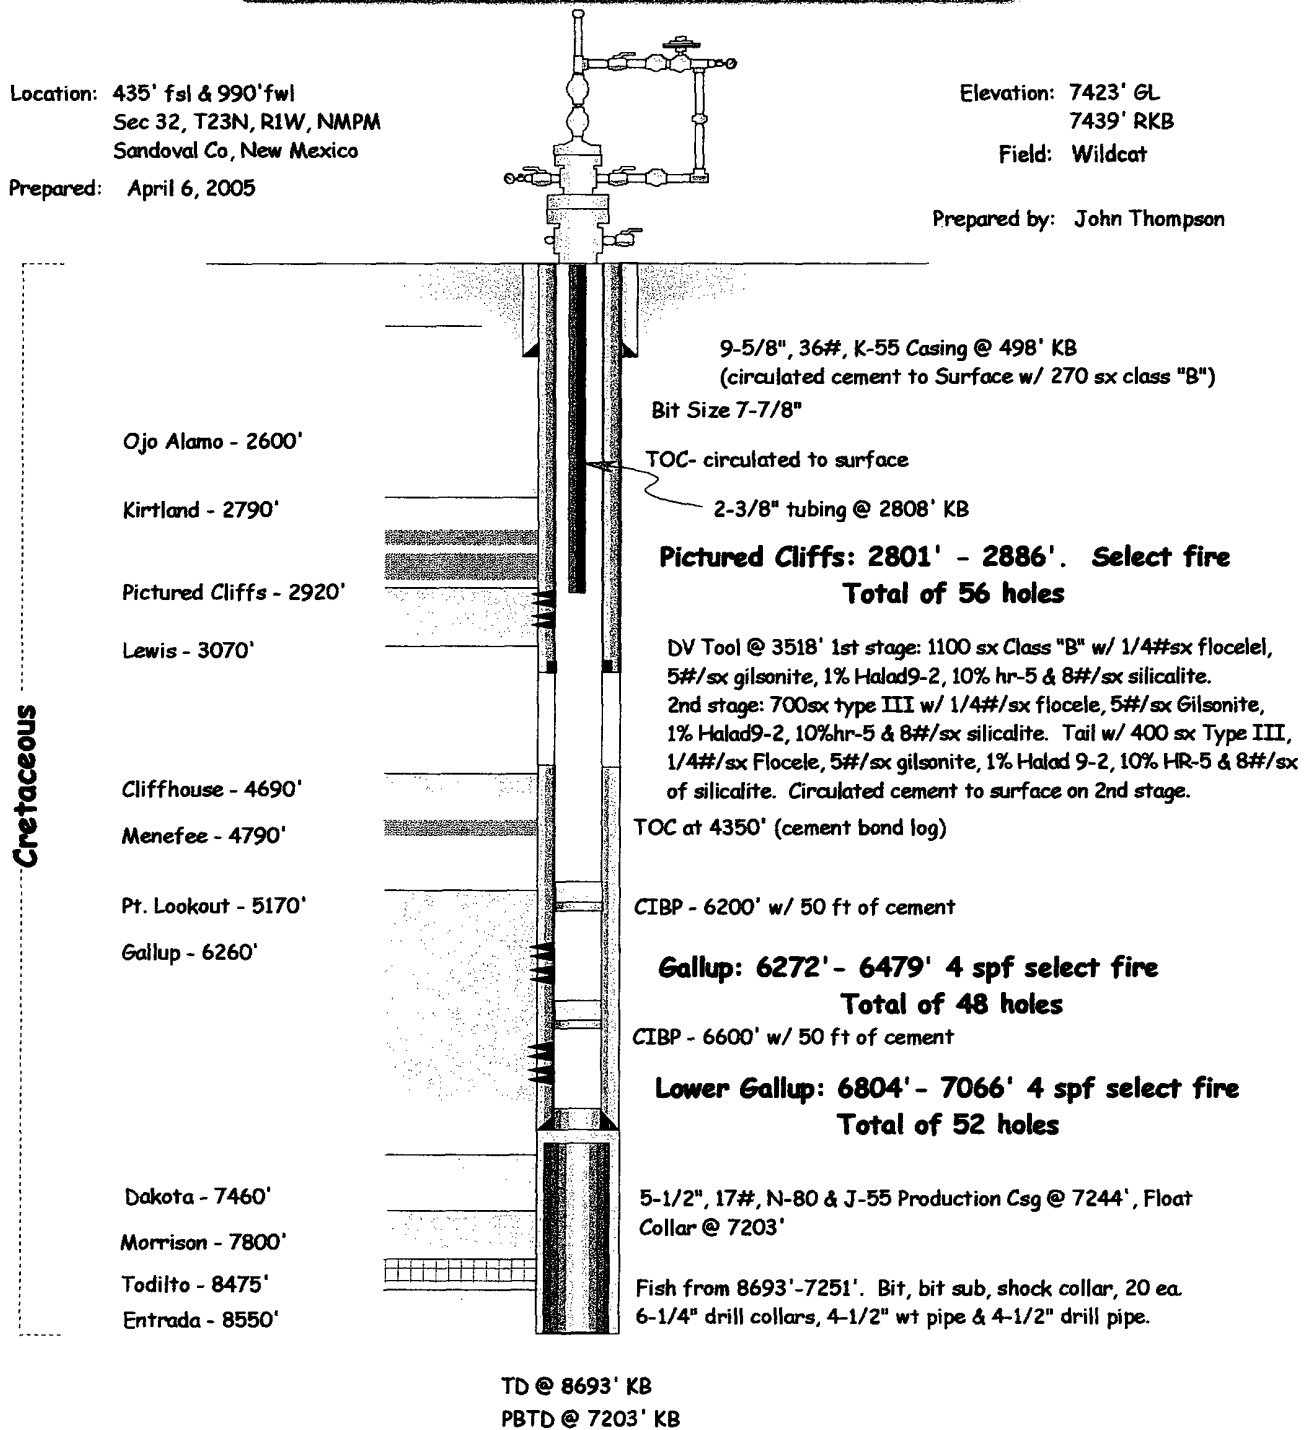 Location: 435' fsl & 990'fwl
Sec 32, T23N, R1W, NMPM
Sandoval Co, New Mexico
Prepared: April 6, 2005
Elevation: 7423' GL
7439' RKB
Field: Wildcat
Prepared by: John Thompson
Cretaceous
Ojo Alamo - 2600'
Kirtland - 2790'
Pictured Cliffs - 2920'
Lewis - 3070'
Cliffhouse - 4690'
Menefee - 4790'
Pt. Lookout - 5170'
Gallup - 6260'
Dakota - 7460'
Morrison - 7800'
Todilto - 8475'
Entrada - 8550'
9-5/8", 36#, K-55 Casing @ 498' KB
(circulated cement to Surface w/ 270 sx class "B")
Bit Size 7-7/8"
TOC- circulated to surface
2-3/8" tubing @ 2808' KB
Pictured Cliffs: 2801' - 2886'. Select fire
Total of 56 holes
DV Tool @ 3518' 1st stage: 1100 sx Class "B" w/ 1/4#sx flocelel,
5#/sx gilsonite, 1% Halad9-2, 10% hr-5 & 8#/sx silicalite.
2nd stage: 700sx type III w/ 1/4#/sx flocele, 5#/sx Gilsonite,
1% Halad9-2, 10%hr-5 & 8#/sx silicalite. Tail w/ 400 sx Type III,
1/4#/sx Flocele, 5#/sx gilsonite, 1% Halad 9-2, 10% HR-5 & 8#/sx
of silicalite. Circulated cement to surface on 2nd stage.
TOC at 4350' (cement bond log)
CIBP - 6200' w/ 50 ft of cement
Gallup: 6272'- 6479' 4 spf select fire
Total of 48 holes
CIBP - 6600' w/ 50 ft of cement
Lower Gallup: 6804'- 7066' 4 spf select fire
Total of 52 holes
5-1/2", 17#, N-80 & J-55 Production Csg @ 7244', Float
Collar @ 7203'
Fish from 8693'-7251'. Bit, bit sub, shock collar, 20 ea.
6-1/4" drill collars, 4-1/2" wt pipe & 4-1/2" drill pipe.
TD @ 8693' KB
PBTD @ 7203' KB